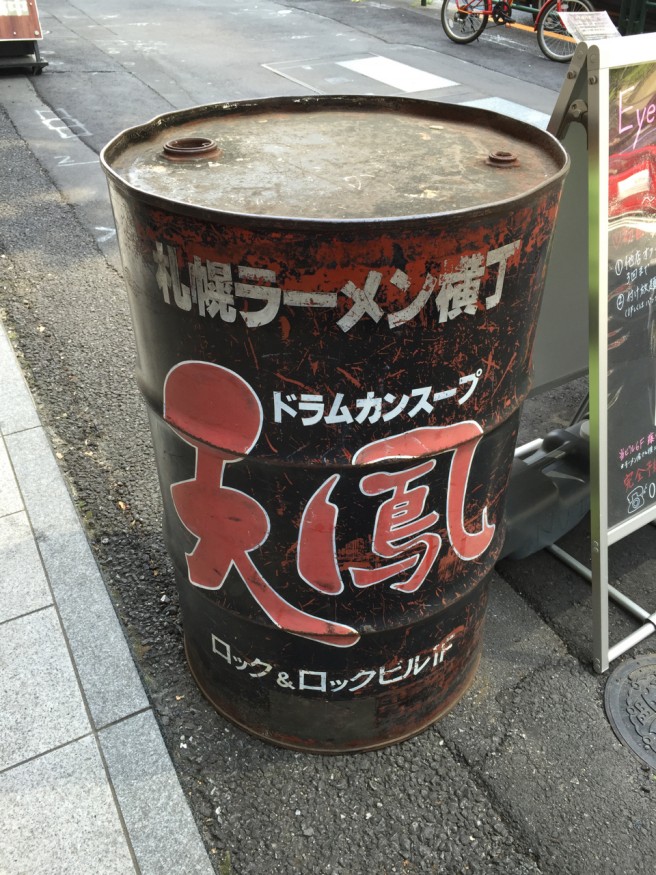 札幌ラーメン横丁
ドラムカンスープ
天鳳
ロック&ロックビル1F
Eye